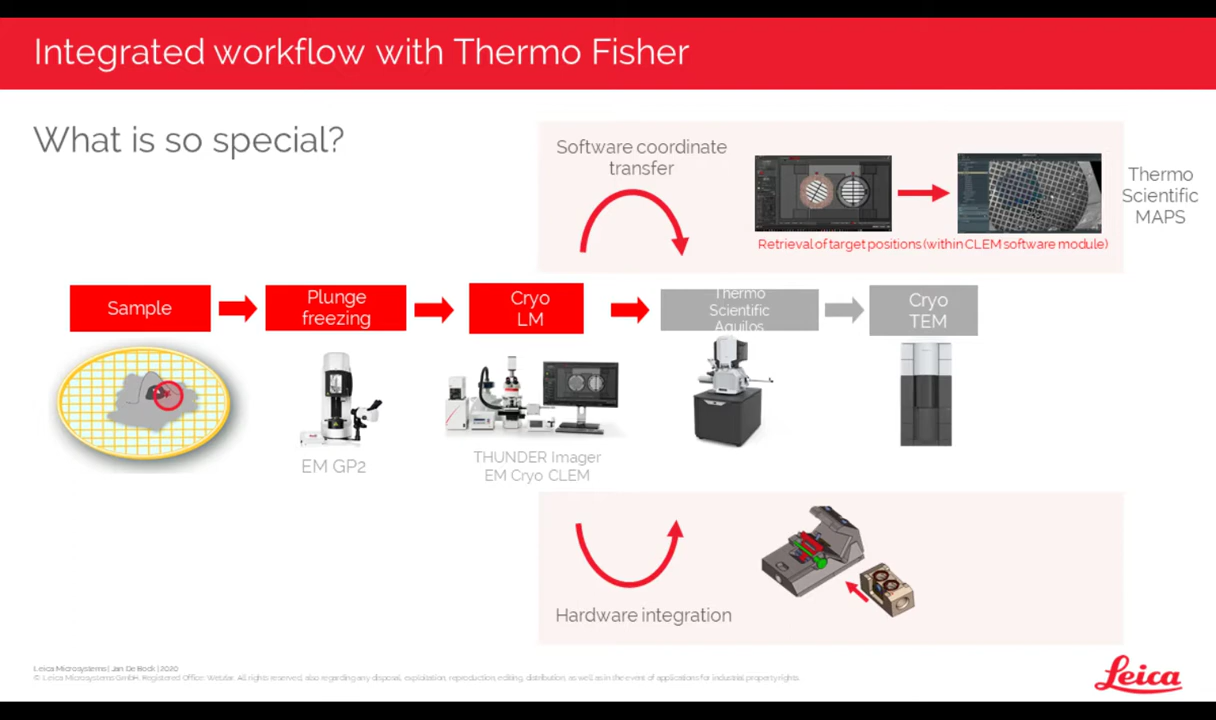 Integrated workflow with Thermo Fisher
What is so special?
Software coordinate
transfer
Thermo
Scientific
MAPS
Retrieval of target positions (within CLEM software module)
Sample
Plunge
freezing
Cryo
LM
Thermo
Scientific
Aquilos
Cryo
TEM
EM GP2
THUNDER Imager
EM Cryo CLEM
Hardware integration
Leica Microsystems | Jan De Bock | 2020
© Leica Microsystems GmbH. Registered Office: Wetzlar. All rights reserved, also regarding any disposal, exploitation, reproduction, editing, distribution, as well as in the event of applications for industrial property rights.
Leica